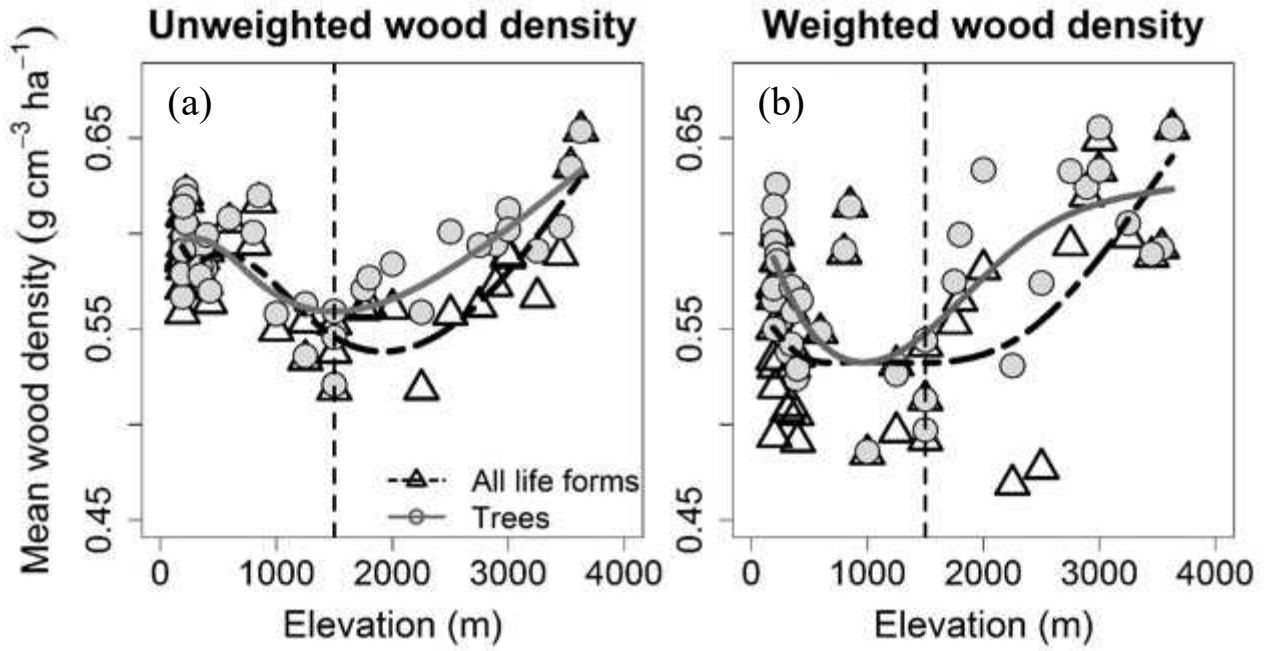 Unweighted wood density
Weighted wood density
Mean wood density (g cm⁻³ ha⁻¹)
(a)
0.65
0.55
0.45
All life forms
Trees
0 1000 2000 3000 4000
Elevation (m)
(b)
0.65
0.55
0.45
0 1000 2000 3000 4000
Elevation (m)